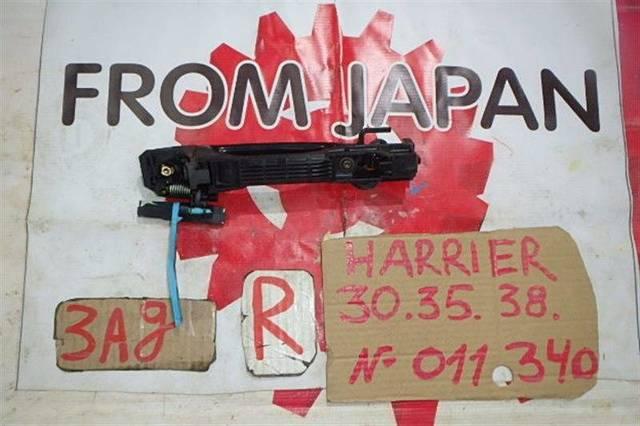 FROM JAPAN
HARRIER
30.35.38.
ЗАд
R
№ 011 340